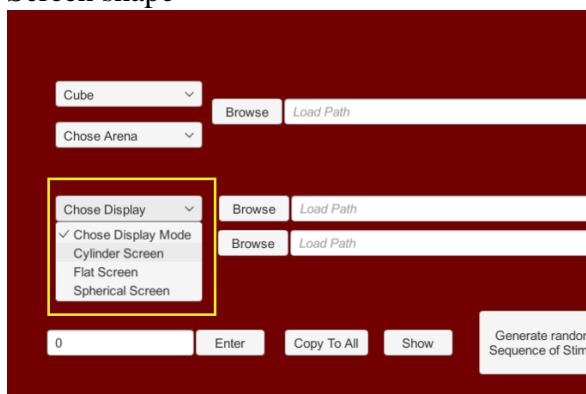 Screen shape
Cube
Browse Load Path
Chose Arena
Chose Display Browse Load Path
✓ Chose Display Mode
Browse Load Path
Cylinder Screen
Flat Screen
Spherical Screen
0 Enter Copy To All Show
Generate rando
Sequence of Stim